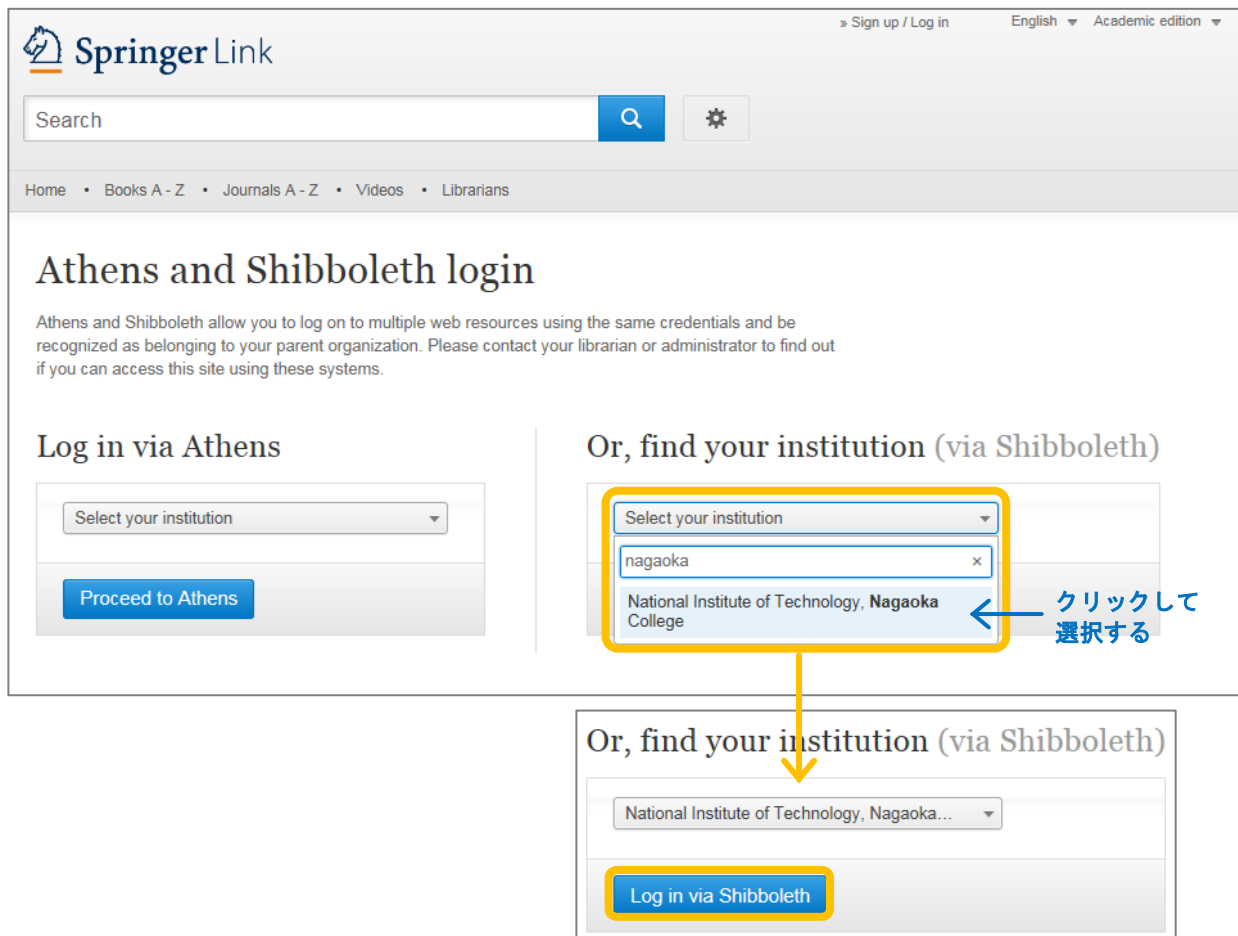 » Sign up / Log in English Academic edition
Springer Link
Search
Home • Books A - Z • Journals A - Z • Videos • Librarians
Athens and Shibboleth login
Athens and Shibboleth allow you to log on to multiple web resources using the same credentials and be
recognized as belonging to your parent organization. Please contact your librarian or administrator to find out
if you can access this site using these systems.
Log in via Athens
Select your institution
Proceed to Athens
Or, find your institution (via Shibboleth)
Select your institution
nagaoka ×
National Institute of Technology, Nagaoka
College
クリックして
選択する
Or, find your institution (via Shibboleth)
National Institute of Technology, Nagaoka...
Log in via Shibboleth